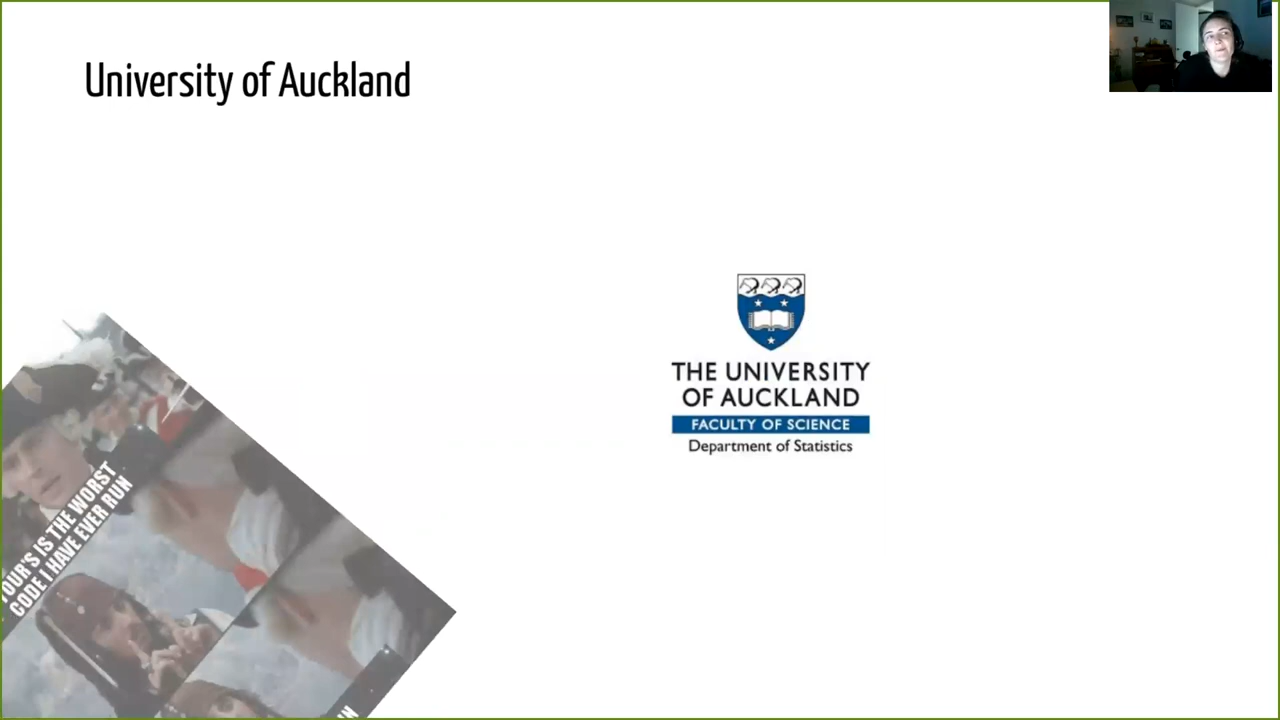 University of Auckland
THE UNIVERSITY
OF AUCKLAND
FACULTY OF SCIENCE
Department of Statistics
YOUR'S IS THE WORST
CODE I HAVE EVER RUN